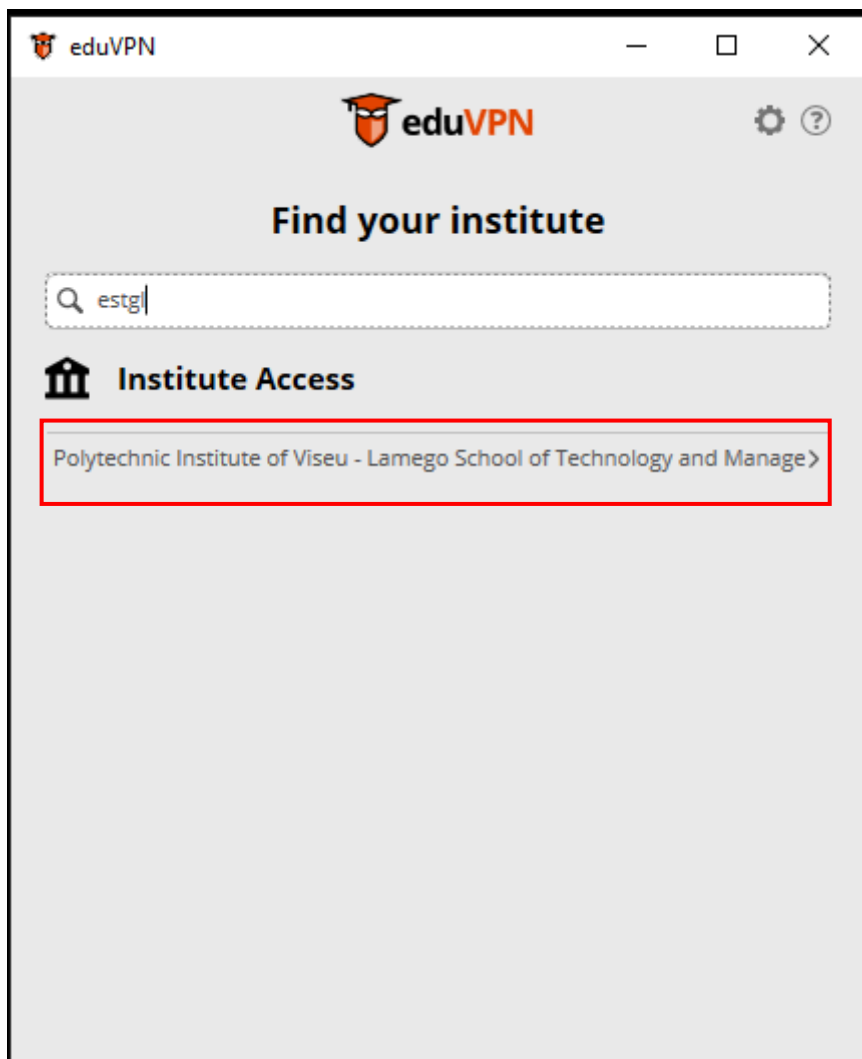 eduVPN
eduVPN
Find your institute
estgl
Institute Access
Polytechnic Institute of Viseu - Lamego School of Technology and Manage